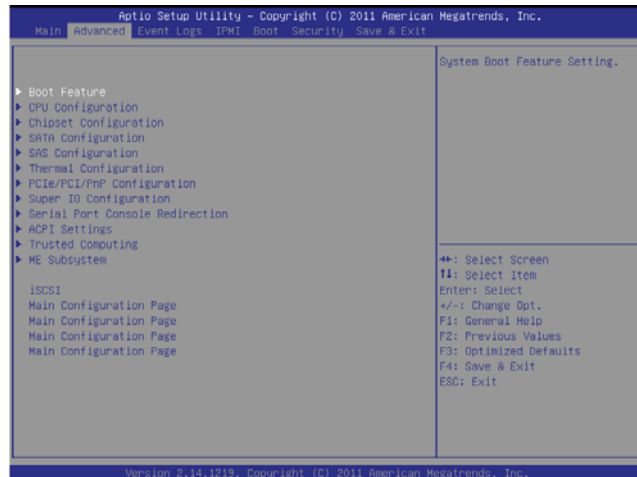 Aptio Setup Utility - Copyright (C) 2011 American Megatrends, Inc.
Main Advanced Event Logs IPMI Boot Security Save & Exit
System Boot Feature Setting.
▶ Boot Feature
▶ CPU Configuration
▶ Chipset Configuration
▶ SATA Configuration
▶ SAS Configuration
▶ Thermal Configuration
▶ PCIe/PCI/PnP Configuration
▶ Super IO Configuration
▶ Serial Port Console Redirection
▶ ACPI Settings
▶ Trusted Computing
▶ ME Subsystem
iSCSI
Main Configuration Page
Main Configuration Page
Main Configuration Page
Main Configuration Page
→←: Select Screen
↑↓: Select Item
Enter: Select
+/-: Change Opt.
F1: General Help
F2: Previous Values
F3: Optimized Defaults
F4: Save & Exit
ESC: Exit
Version 2.14.1219. Copyright (C) 2011 American Megatrends, Inc.